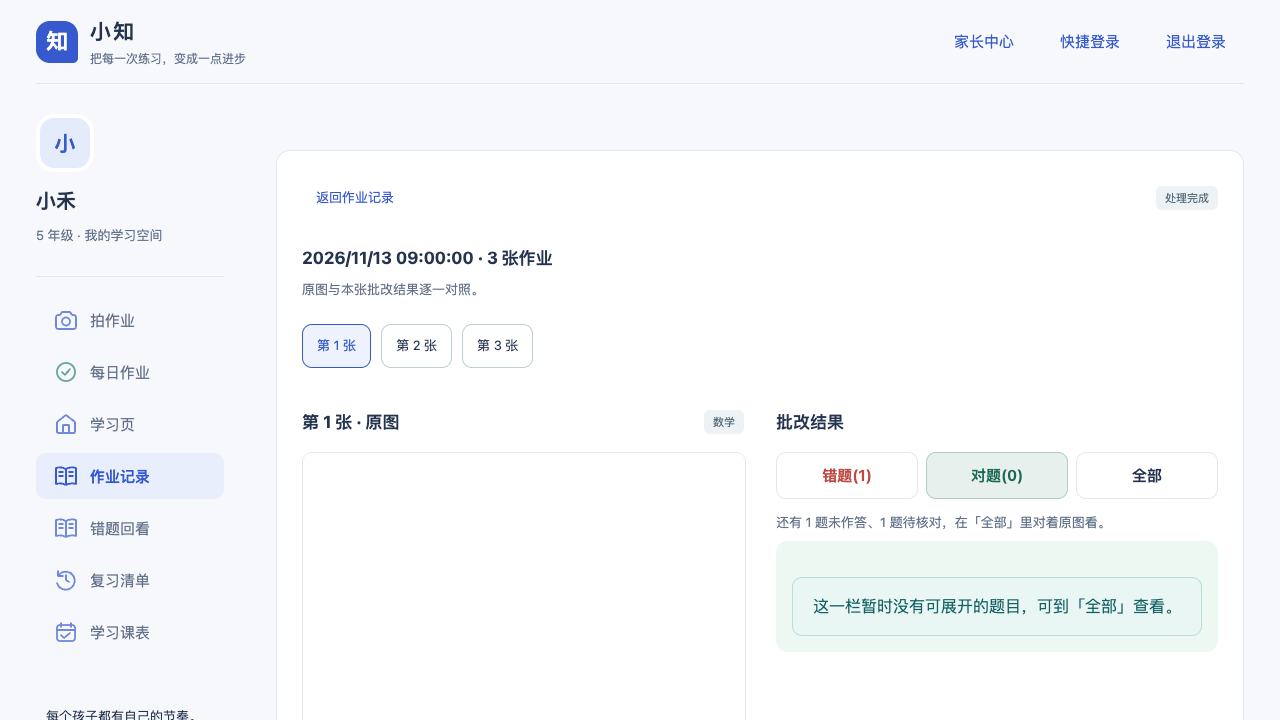 知
小知
把每一次练习，变成一点进步
家长中心
快捷登录
退出登录
小
小禾
5 年级 · 我的学习空间
拍作业
每日作业
学习页
作业记录
错题回看
复习清单
学习课表
每个孩子都有自己的节奏。
返回作业记录
处理完成
2026/11/13 09:00:00 · 3 张作业
原图与本张批改结果逐一对照。
第 1 张
第 2 张
第 3 张
第 1 张 · 原图
数学
批改结果
错题(1)
对题(0)
全部
还有 1 题未作答、1 题待核对，在「全部」里对着原图看。
这一栏暂时没有可展开的题目，可到「全部」查看。